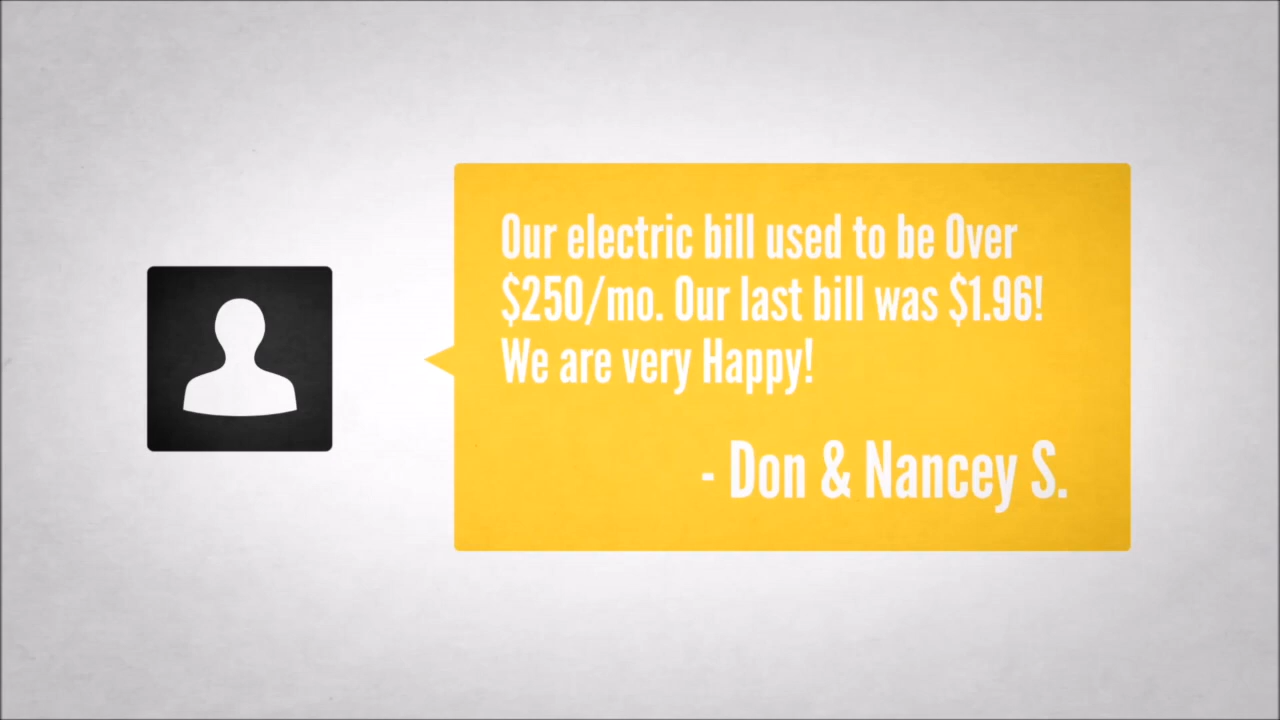 Our electric bill used to be Over
$250/mo. Our last bill was $1.96!
We are very Happy!
- Don & Nancey S.